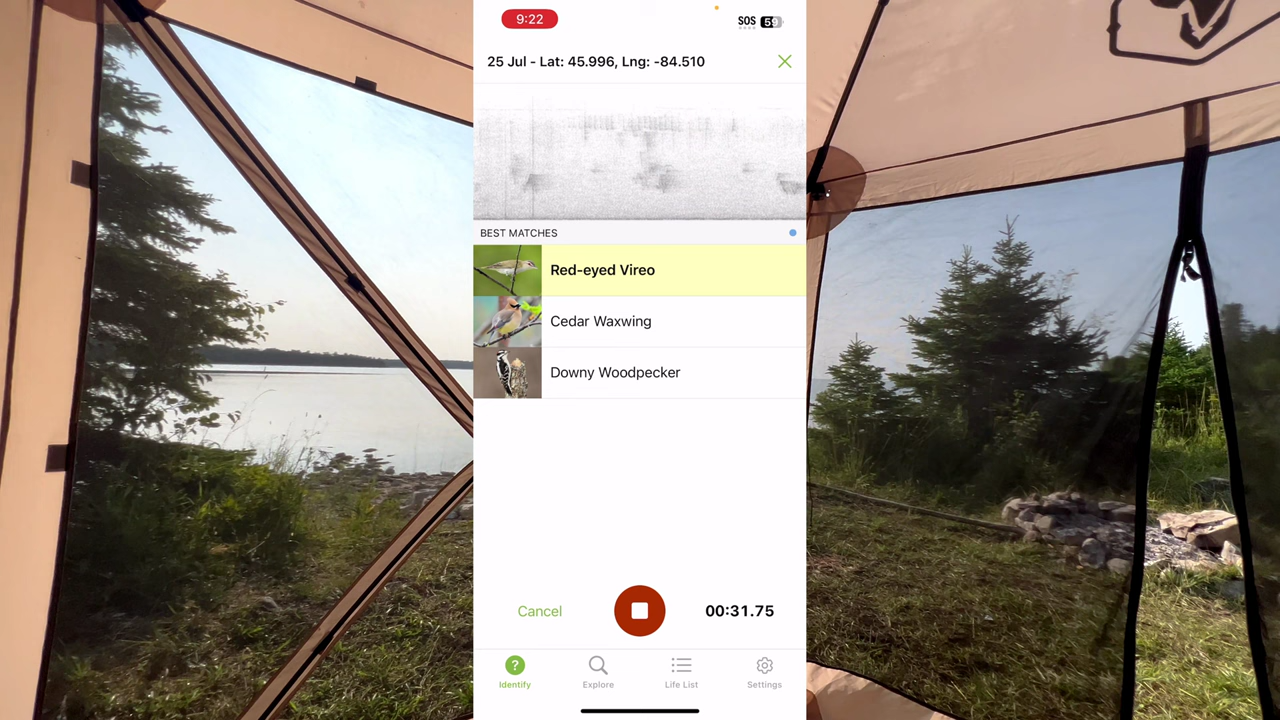 9:22
SOS 59
25 Jul - Lat: 45.996, Lng: -84.510
BEST MATCHES
Red-eyed Vireo
Cedar Waxwing
Downy Woodpecker
Cancel
00:31.75
?
Identify
Explore
Life List
Settings